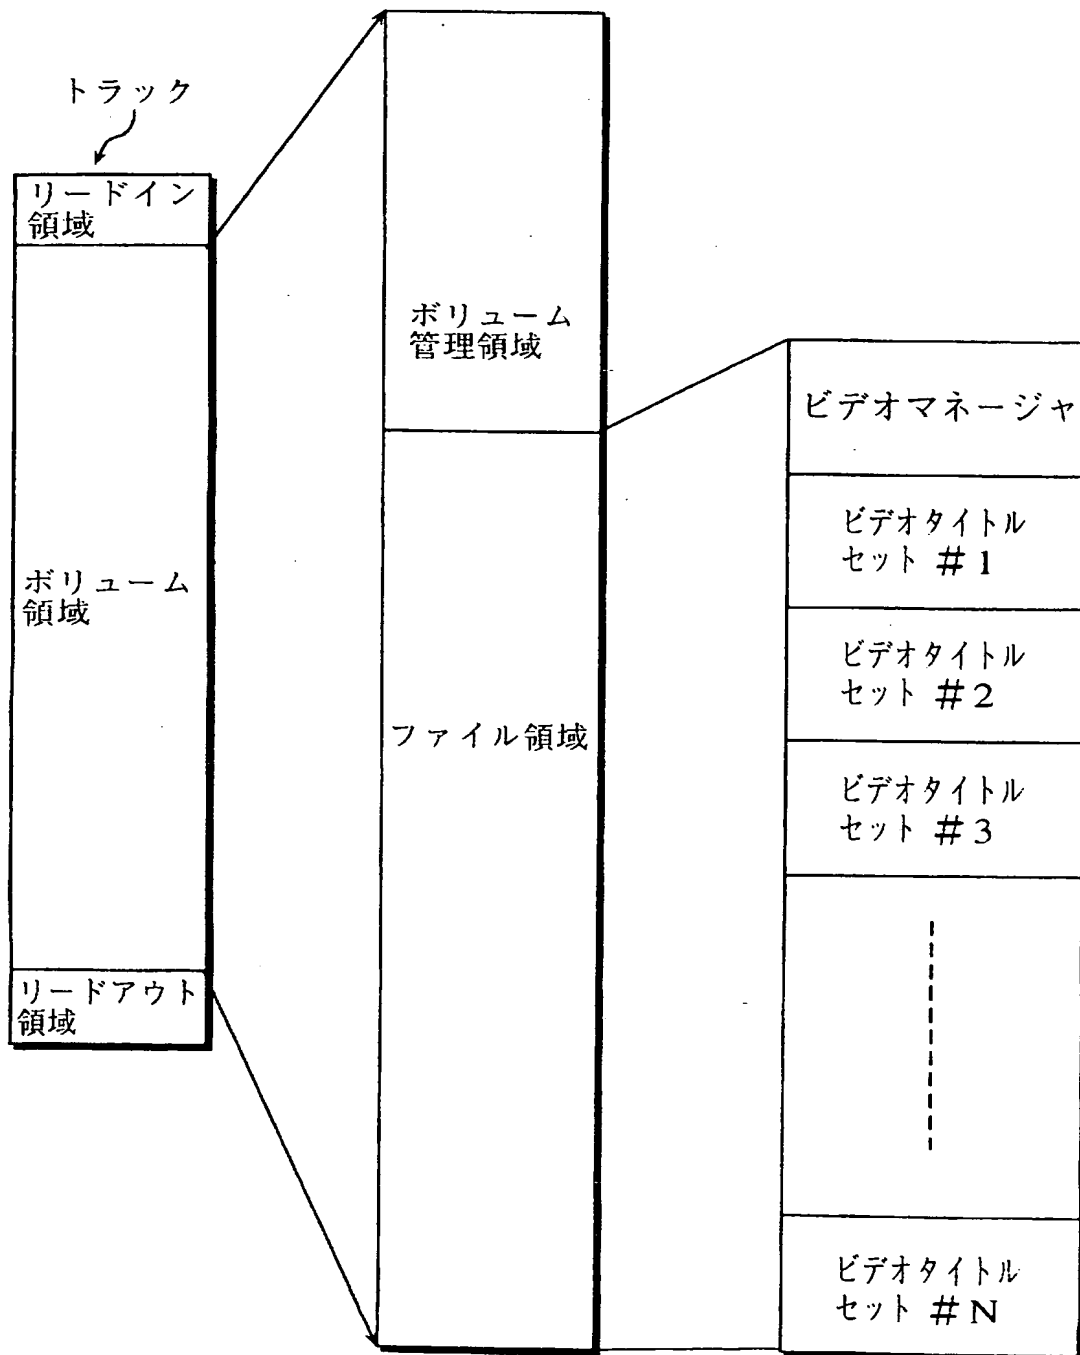 トラック
リードイン
領域
ボリューム
領域
リードアウト
領域
ボリューム
管理領域
ファイル領域
ビデオマネージャ
ビデオタイトル
セット #1
ビデオタイトル
セット #2
ビデオタイトル
セット #3
ビデオタイトル
セット #N